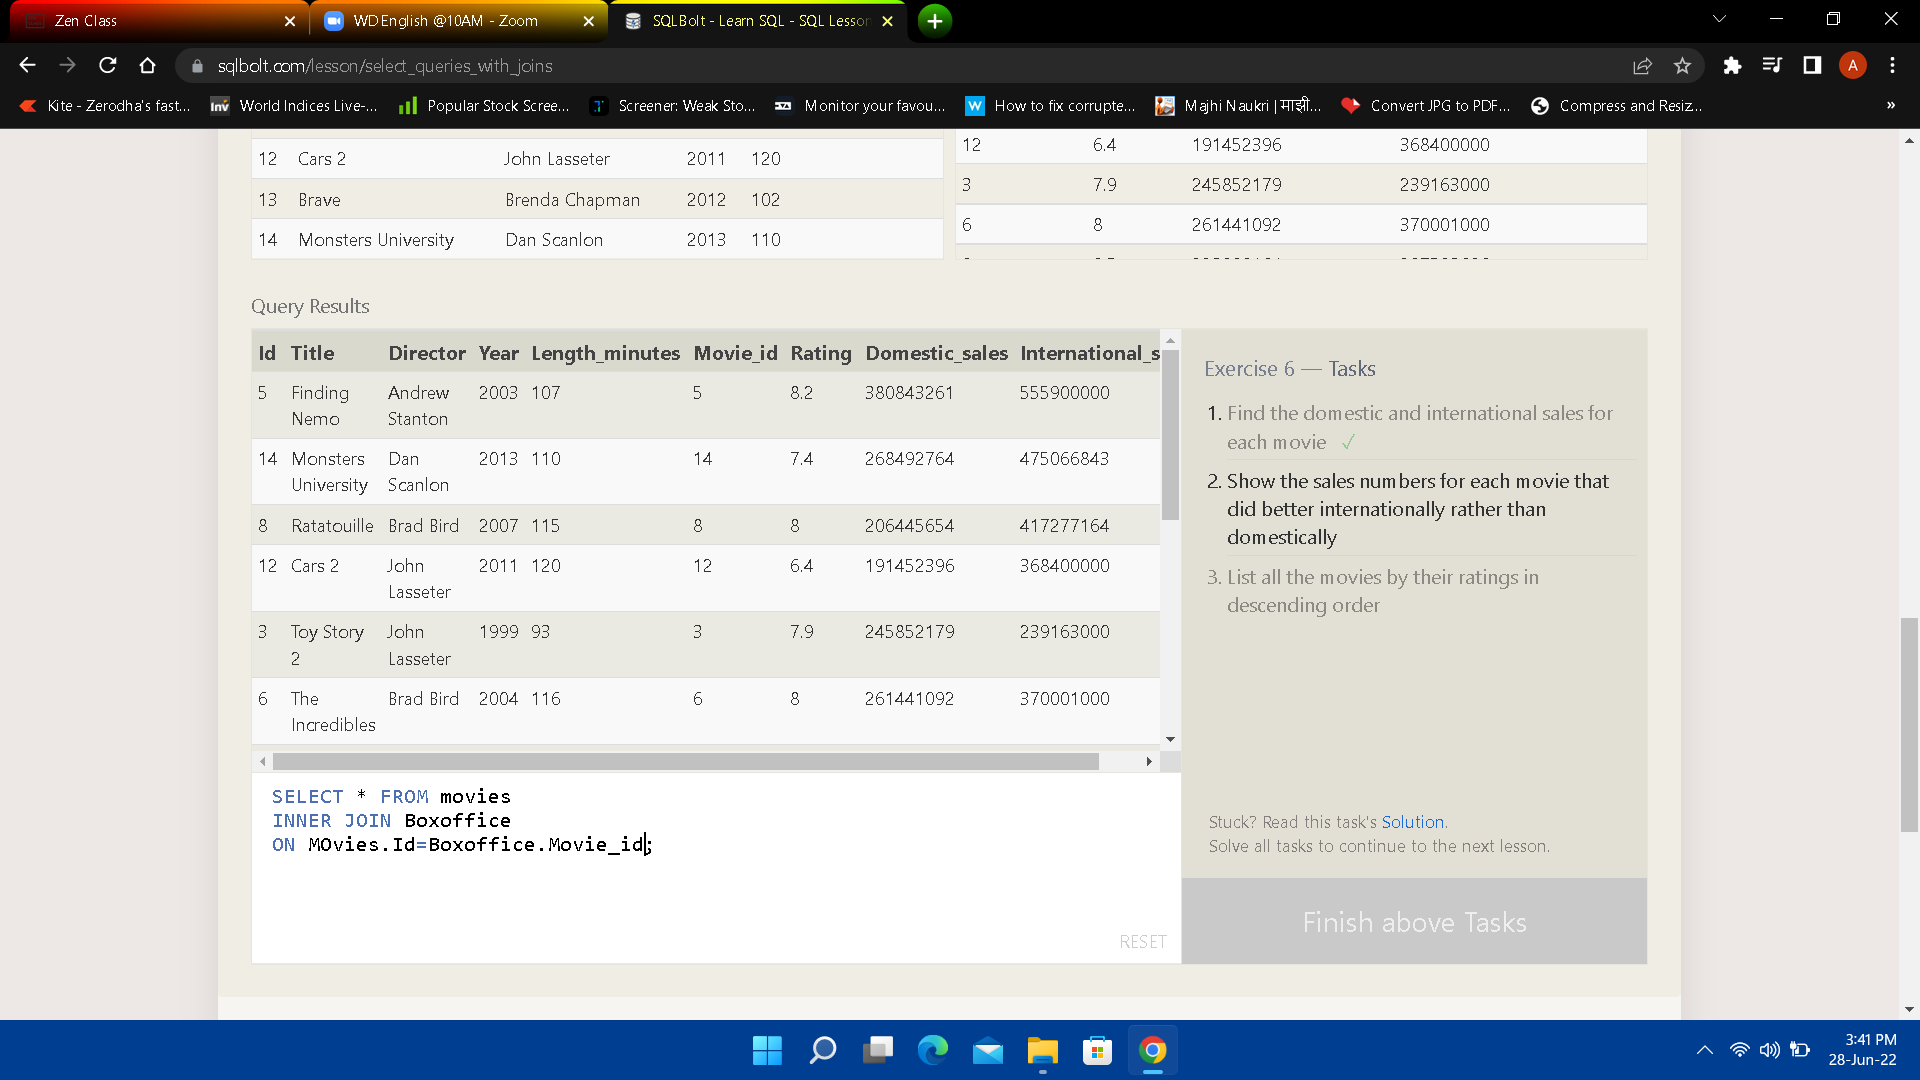 Zen Class
WD English @10AM - Zoom
SQLBolt - Learn SQL - SQL Lesson
sqlbolt.com/lesson/select_queries_with_joins
A
Kite - Zerodha's fast...
World Indices Live-...
Popular Stock Scree...
Screener: Weak Sto...
Monitor your favou...
How to fix corrupte...
Majhi Naukri | माझी...
Convert JPG to PDF...
Compress and Resiz...
»
12 Cars 2 John Lasseter 2011 120
13 Brave Brenda Chapman 2012 102
14 Monsters University Dan Scanlon 2013 110
12 6.4 191452396 368400000
3 7.9 245852179 239163000
6 8 261441092 370001000
Query Results
Id Title Director Year Length_minutes Movie_id Rating Domestic_sales International_s
5 Finding Nemo Andrew Stanton 2003 107 5 8.2 380843261 555900000
14 Monsters University Dan Scanlon 2013 110 14 7.4 268492764 475066843
8 Ratatouille Brad Bird 2007 115 8 8 206445654 417277164
12 Cars 2 John Lasseter 2011 120 12 6.4 191452396 368400000
3 Toy Story 2 John Lasseter 1999 93 3 7.9 245852179 239163000
6 The Incredibles Brad Bird 2004 116 6 8 261441092 370001000
SELECT * FROM movies
INNER JOIN Boxoffice
ON MOvies.Id=Boxoffice.Movie_id;
RESET
Exercise 6 — Tasks
1. Find the domestic and international sales for
each movie ✓
2. Show the sales numbers for each movie that
did better internationally rather than
domestically
3. List all the movies by their ratings in
descending order
Stuck? Read this task's Solution.
Solve all tasks to continue to the next lesson.
Finish above Tasks
3:41 PM
28-Jun-22